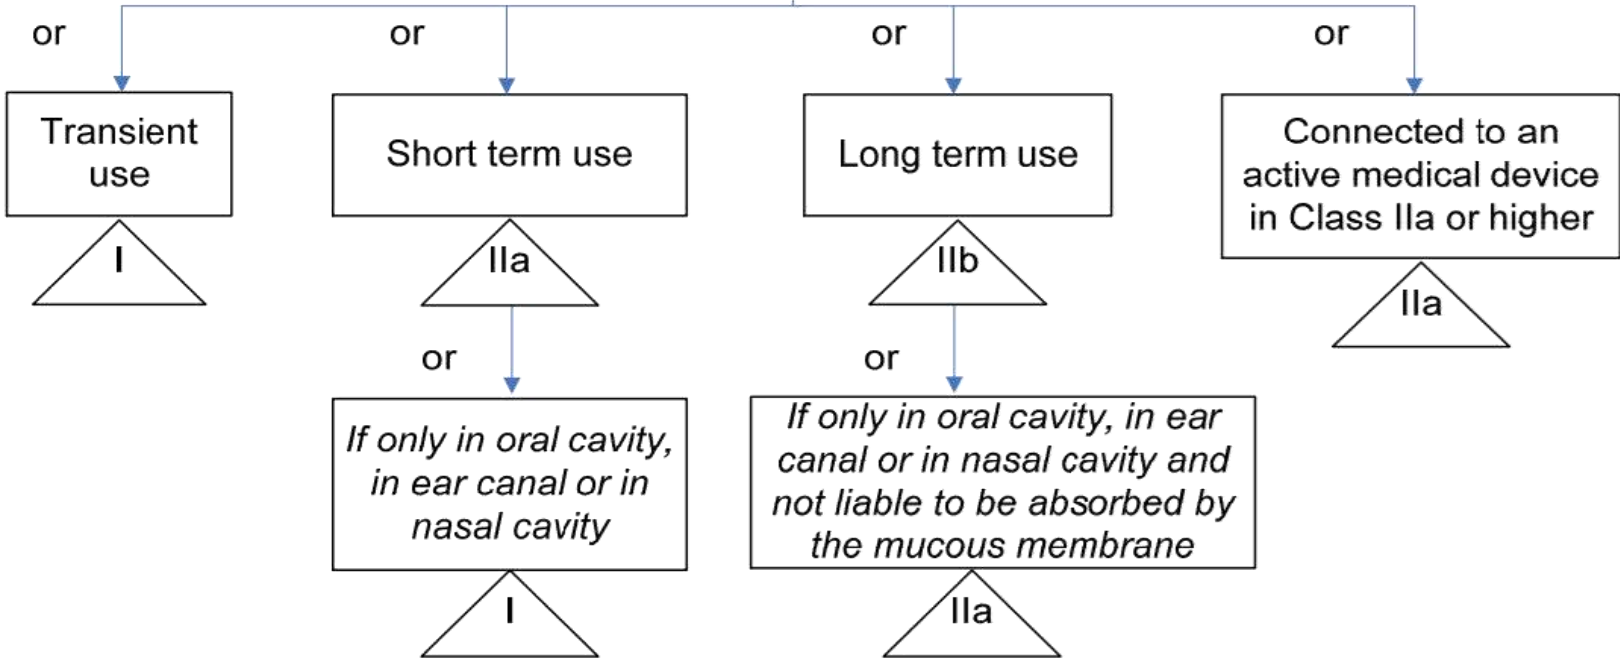 or
or
or
or
Transient
use
Short term use
Long term use
Connected to an
active medical device
in Class IIa or higher
I
IIa
IIb
IIa
or
or
If only in oral cavity,
in ear canal or in
nasal cavity
If only in oral cavity, in ear
canal or in nasal cavity and
not liable to be absorbed by
the mucous membrane
I
IIa